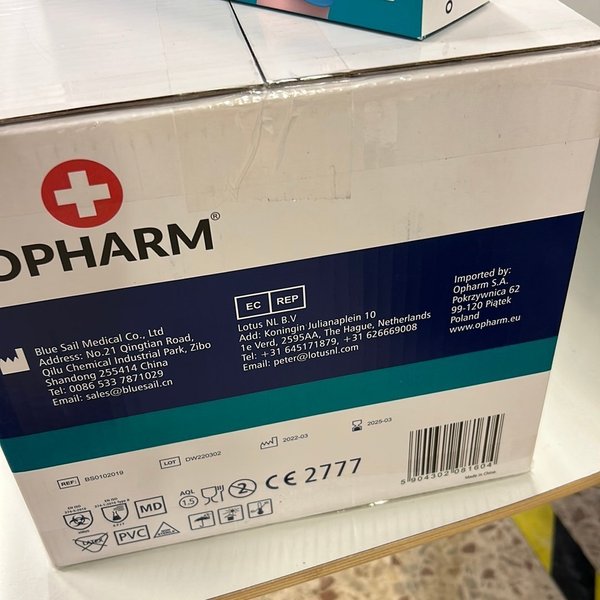 OPHARM®
Blue Sail Medical Co., Ltd
Address: No.21 Qingtian Road,
Qilu Chemical Industrial Park, Zibo
Shandong 255414 China
Tel: 0086 533 7871029
Email: sales@bluesail.cn
EC REP
Lotus NL B.V
Add: Koningin Julianaplein 10
1e Verd, 2595AA, The Hague, Netherlands
Tel: +31 645171879, +31 626669008
Email: peter@lotusnl.com
Imported by:
Opharm S.A.
Pokrzywnica 62
99-120 Piątek
Poland
www.opharm.eu
REF: BS0102019
LOT DW220302
2022-03
2025-03
MD
AQL
1.5
2
CE 2777
5 904302 081604
Made in China
LATEX
PVC